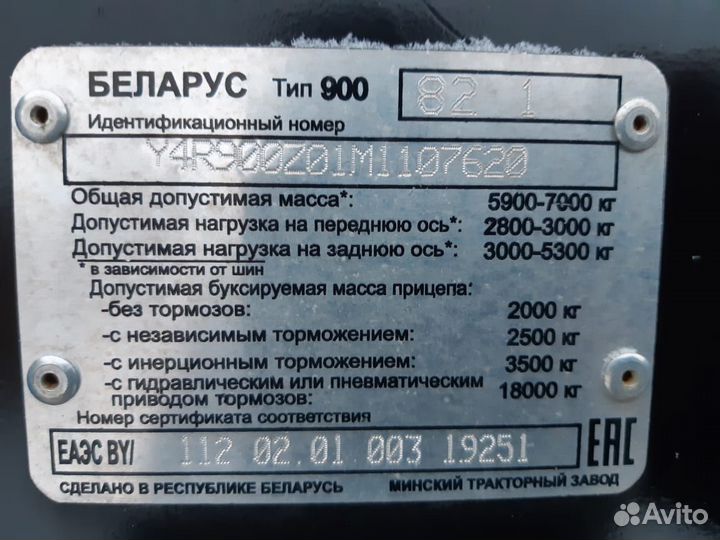 БЕЛАРУС Тип 900 82 1
Идентификационный номер
Y4R900Z01M1107620
Общая допустимая масса*: 5900-7000 кг
Допустимая нагрузка на переднюю ось*: 2800-3000 кг
Допустимая нагрузка на заднюю ось*: 3000-5300 кг
* в зависимости от шин
Допустимая буксируемая масса прицепа:
-без тормозов: 2000 кг
-с независимым торможением: 2500 кг
-с инерционным торможением: 3500 кг
-с гидравлическим или пневматическим
приводом тормозов: 18000 кг
Номер сертификата соответствия
ЕАЭС BY/ 112 02.01 003 19251 EAC
СДЕЛАНО В РЕСПУБЛИКЕ БЕЛАРУСЬ МИНСКИЙ ТРАКТОРНЫЙ ЗАВОД
Avito